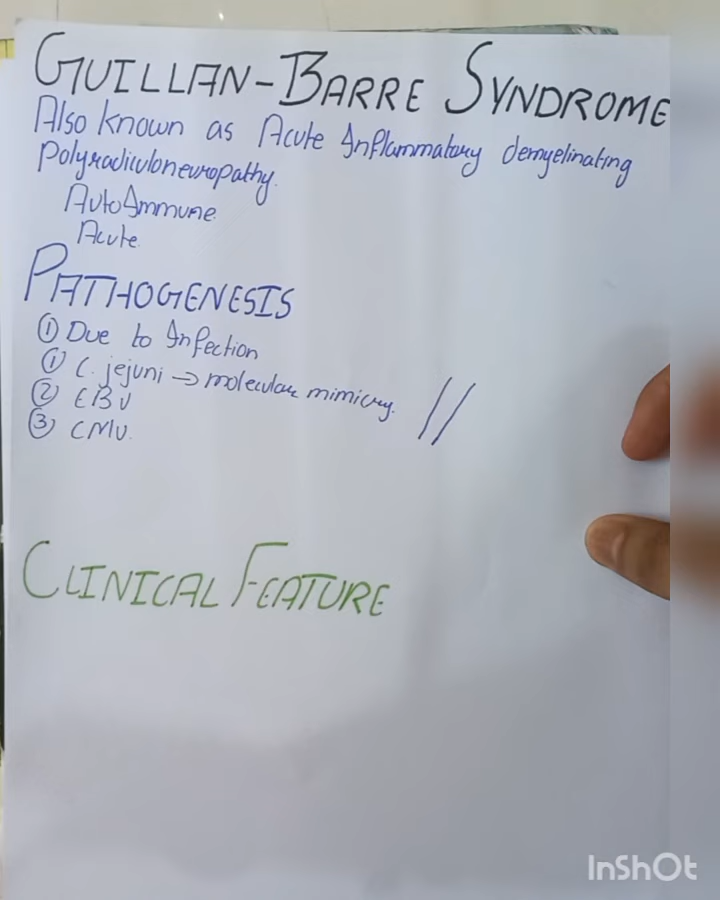 GUILLAN-BARRE SYNDROME
Also known as Acute Inflammatory demyelinating
Polyradiculoneuropathy.
AutoImmune
Acute.
PATHOGENESIS
① Due to Infection
① C. jejuni → molecular mimicry.
② EBV
③ CMV.
CLINICAL FEATURE
InShOt